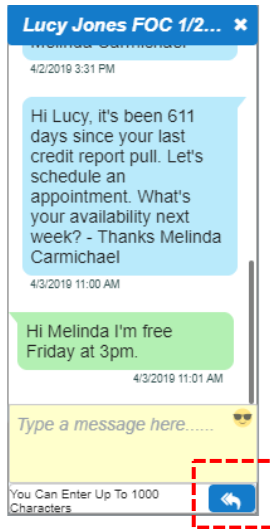 Lucy Jones FOC 1/2...
Melinda Carmichael
4/2/2019 3:31 PM
Hi Lucy, it's been 611
days since your last
credit report pull. Let's
schedule an
appointment. What's
your availability next
week? - Thanks Melinda
Carmichael
4/3/2019 11:00 AM
Hi Melinda I'm free
Friday at 3pm.
4/3/2019 11:01 AM
Type a message here......
You Can Enter Up To 1000
Characters